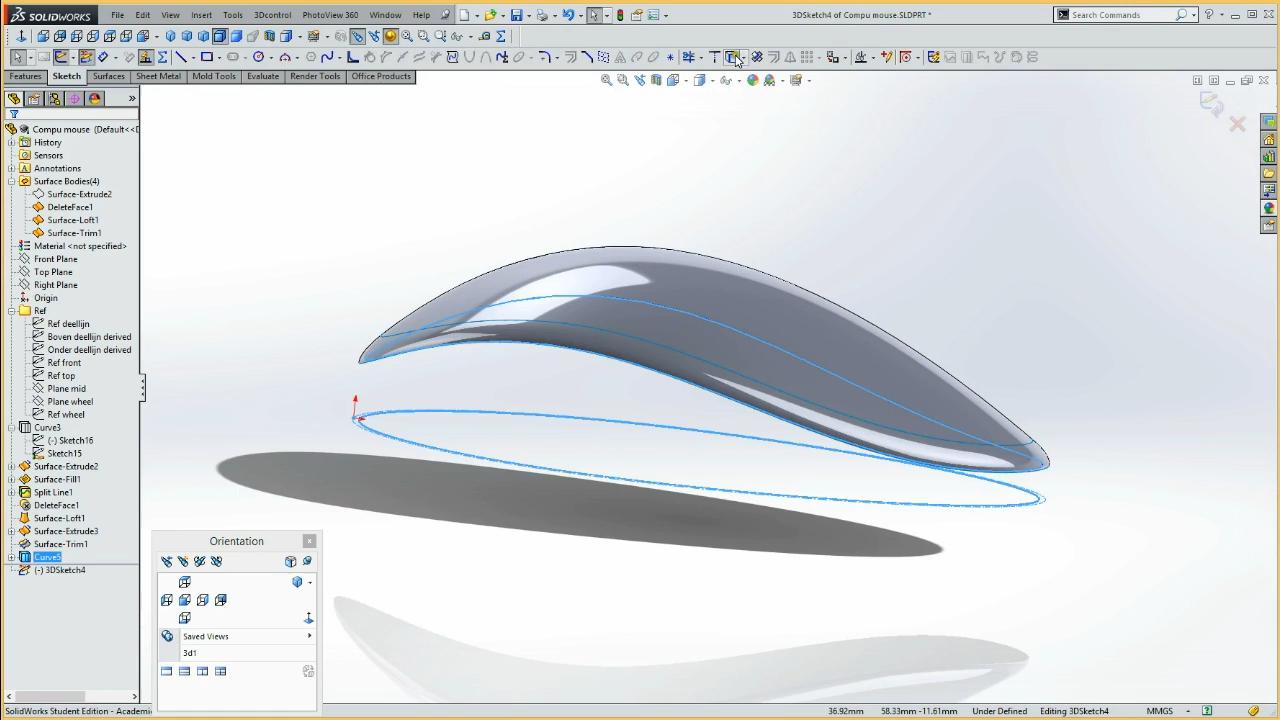 SOLIDWORKS File Edit View Insert Tools 3Dcontrol PhotoView 360 Window Help 3DSketch4 of Compu mouse.SLDPRT * Search Commands
Features Sketch Surfaces Sheet Metal Mold Tools Evaluate Render Tools Office Products
Compu mouse (Default<<D
History
Sensors
Annotations
Surface Bodies(4)
Surface-Extrude2
DeleteFace1
Surface-Loft1
Surface-Trim1
Material <not specified>
Front Plane
Top Plane
Right Plane
Origin
Ref
Ref deellijn
Boven deellijn derived
Onder deellijn derived
Ref front
Ref top
Plane mid
Plane wheel
Ref wheel
Curve3
(-) Sketch16
Sketch15
Surface-Extrude2
Surface-Fill1
Split Line1
DeleteFace1
Surface-Loft1
Surface-Extrude3
Surface-Trim1
Curve5
(-) 3DSketch4
Orientation
Saved Views
3d1
SolidWorks Student Edition - Academic 36.92mm 58.33mm -11.61mm Under Defined Editing 3DSketch4 MMGS